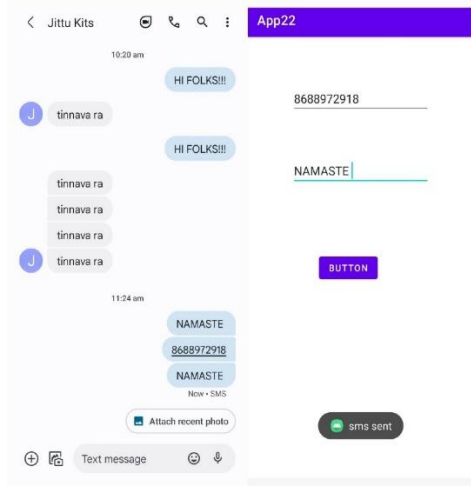 Jittu Kits
10:20 am
HI FOLKS!!!
J
tinnava ra
HI FOLKS!!!
tinnava ra
tinnava ra
tinnava ra
J
tinnava ra
11:24 am
NAMASTE
8688972918
NAMASTE
Now • SMS
Attach recent photo
Text message
App22
8688972918
NAMASTE
BUTTON
sms sent